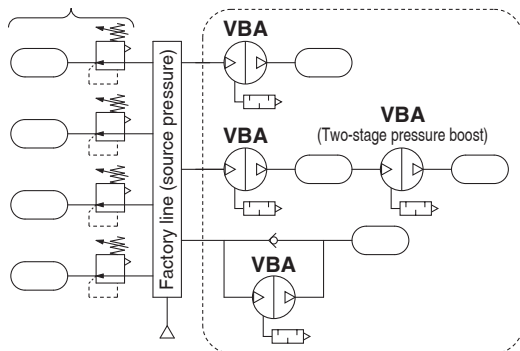 VBA
Factory line (source pressure)
VBA
VBA
(Two-stage pressure boost)
VBA